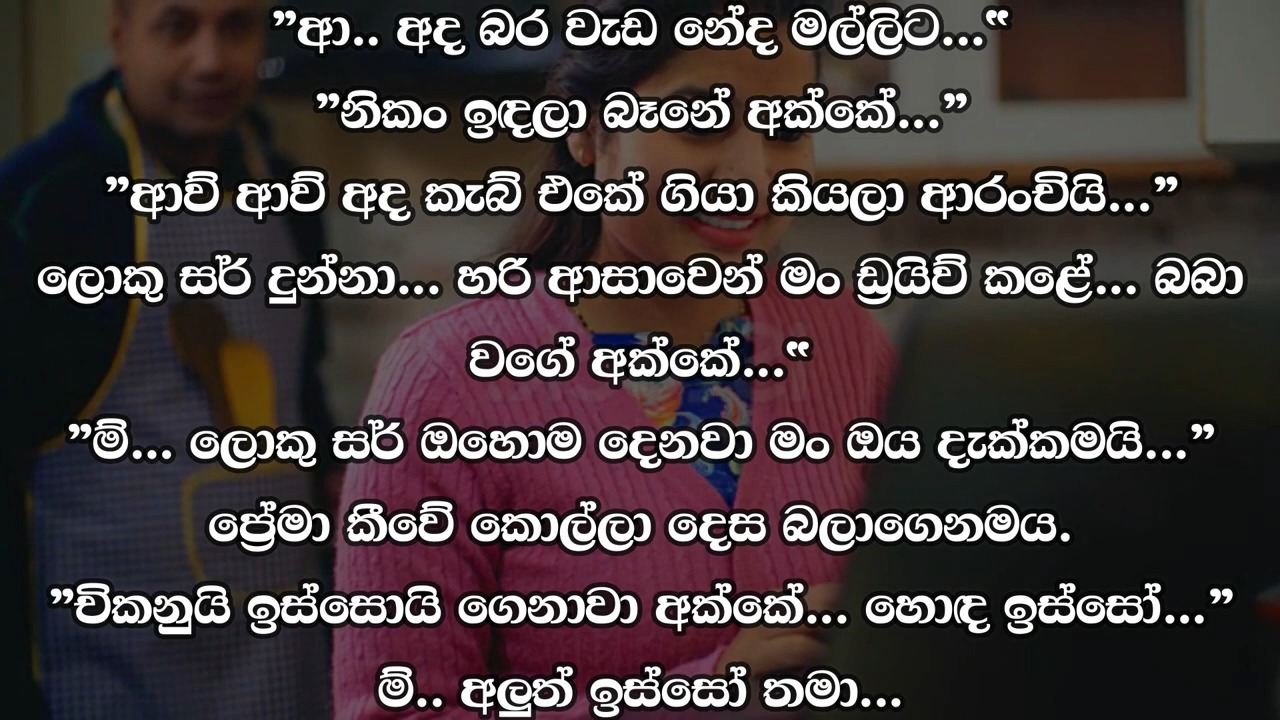 ”ආ.. අද බර වැඩ නේද මල්ලිට...“
”නිකං ඉඳලා බෑනේ අක්කේ...”
”ආව් ආව් අද කැබ් එකේ ගියා කියලා ආරංචියි...”
ලොකු සර් දුන්නා... හරි ආසාවෙන් මං ඩ්‍රයිව් කළේ... බබා
වගේ අක්කේ...“
”ම්... ලොකු සර් ඔහොම දෙනවා මං ඔය දැක්කමයි...”
ප්‍රේමා කීවේ කොල්ලා දෙස බලාගෙනමය.
”චිකනුයි ඉස්සොයි ගෙනාවා අක්කේ... හොඳ ඉස්සෝ...”
ම්.. අලුත් ඉස්සෝ තමා...